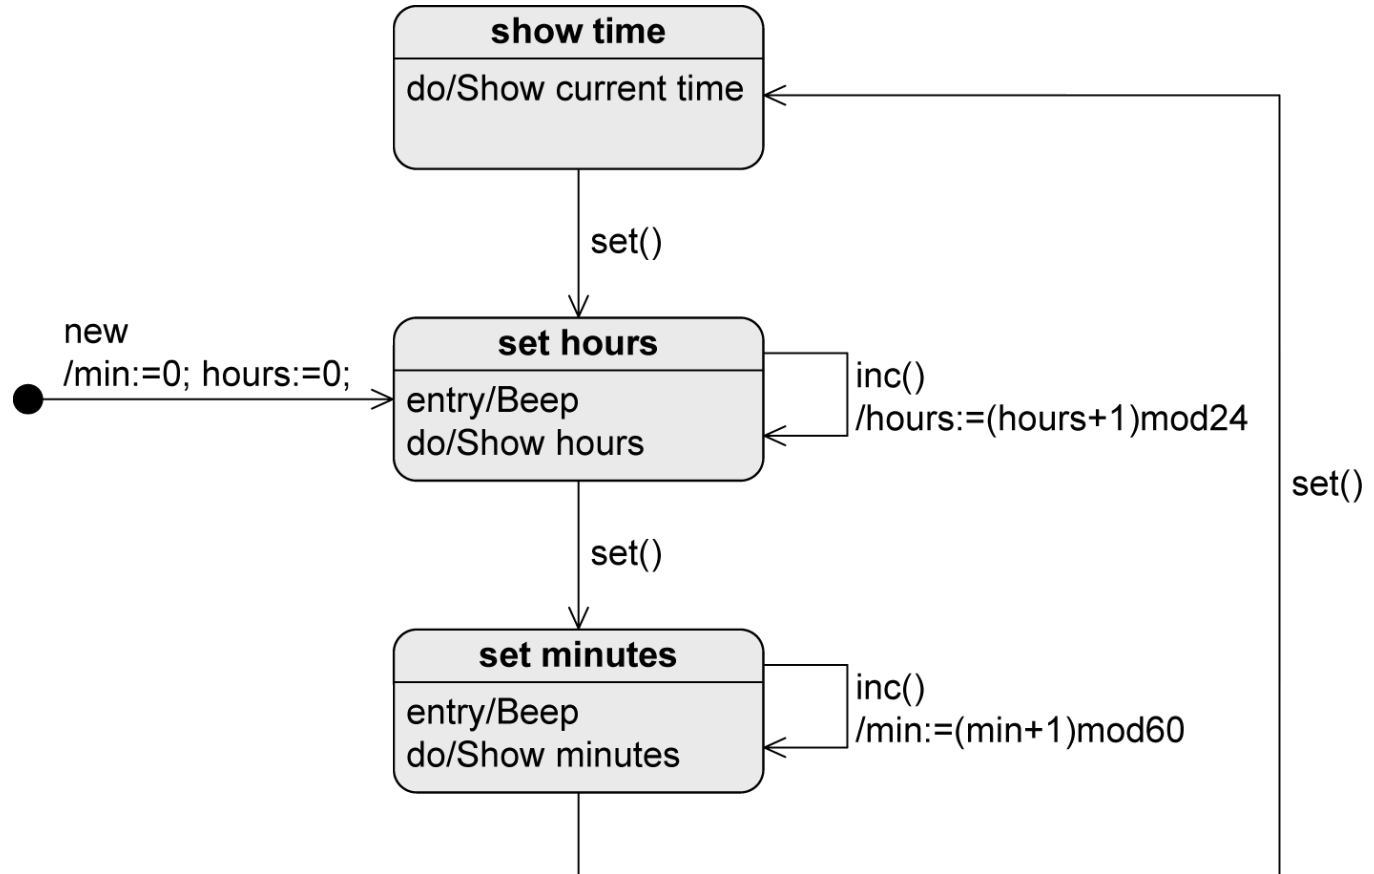 show time
do/Show current time
set()
new
/min:=0; hours:=0;
set hours
entry/Beep
do/Show hours
inc()
/hours:=(hours+1)mod24
set()
set()
set minutes
entry/Beep
do/Show minutes
inc()
/min:=(min+1)mod60